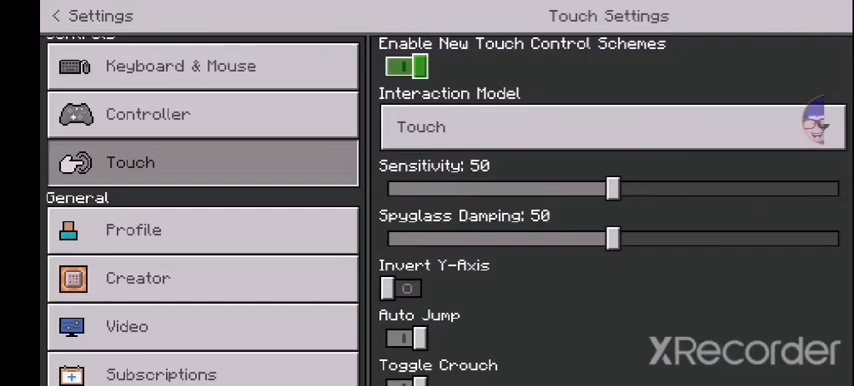 Settings
Touch Settings
Controls
Keyboard & Mouse
Controller
Touch
General
Profile
Creator
Video
Subscriptions
Enable New Touch Control Schemes
Interaction Model
Touch
Sensitivity: 50
Spyglass Damping: 50
Invert Y-Axis
Auto Jump
Toggle Crouch
XRecorder